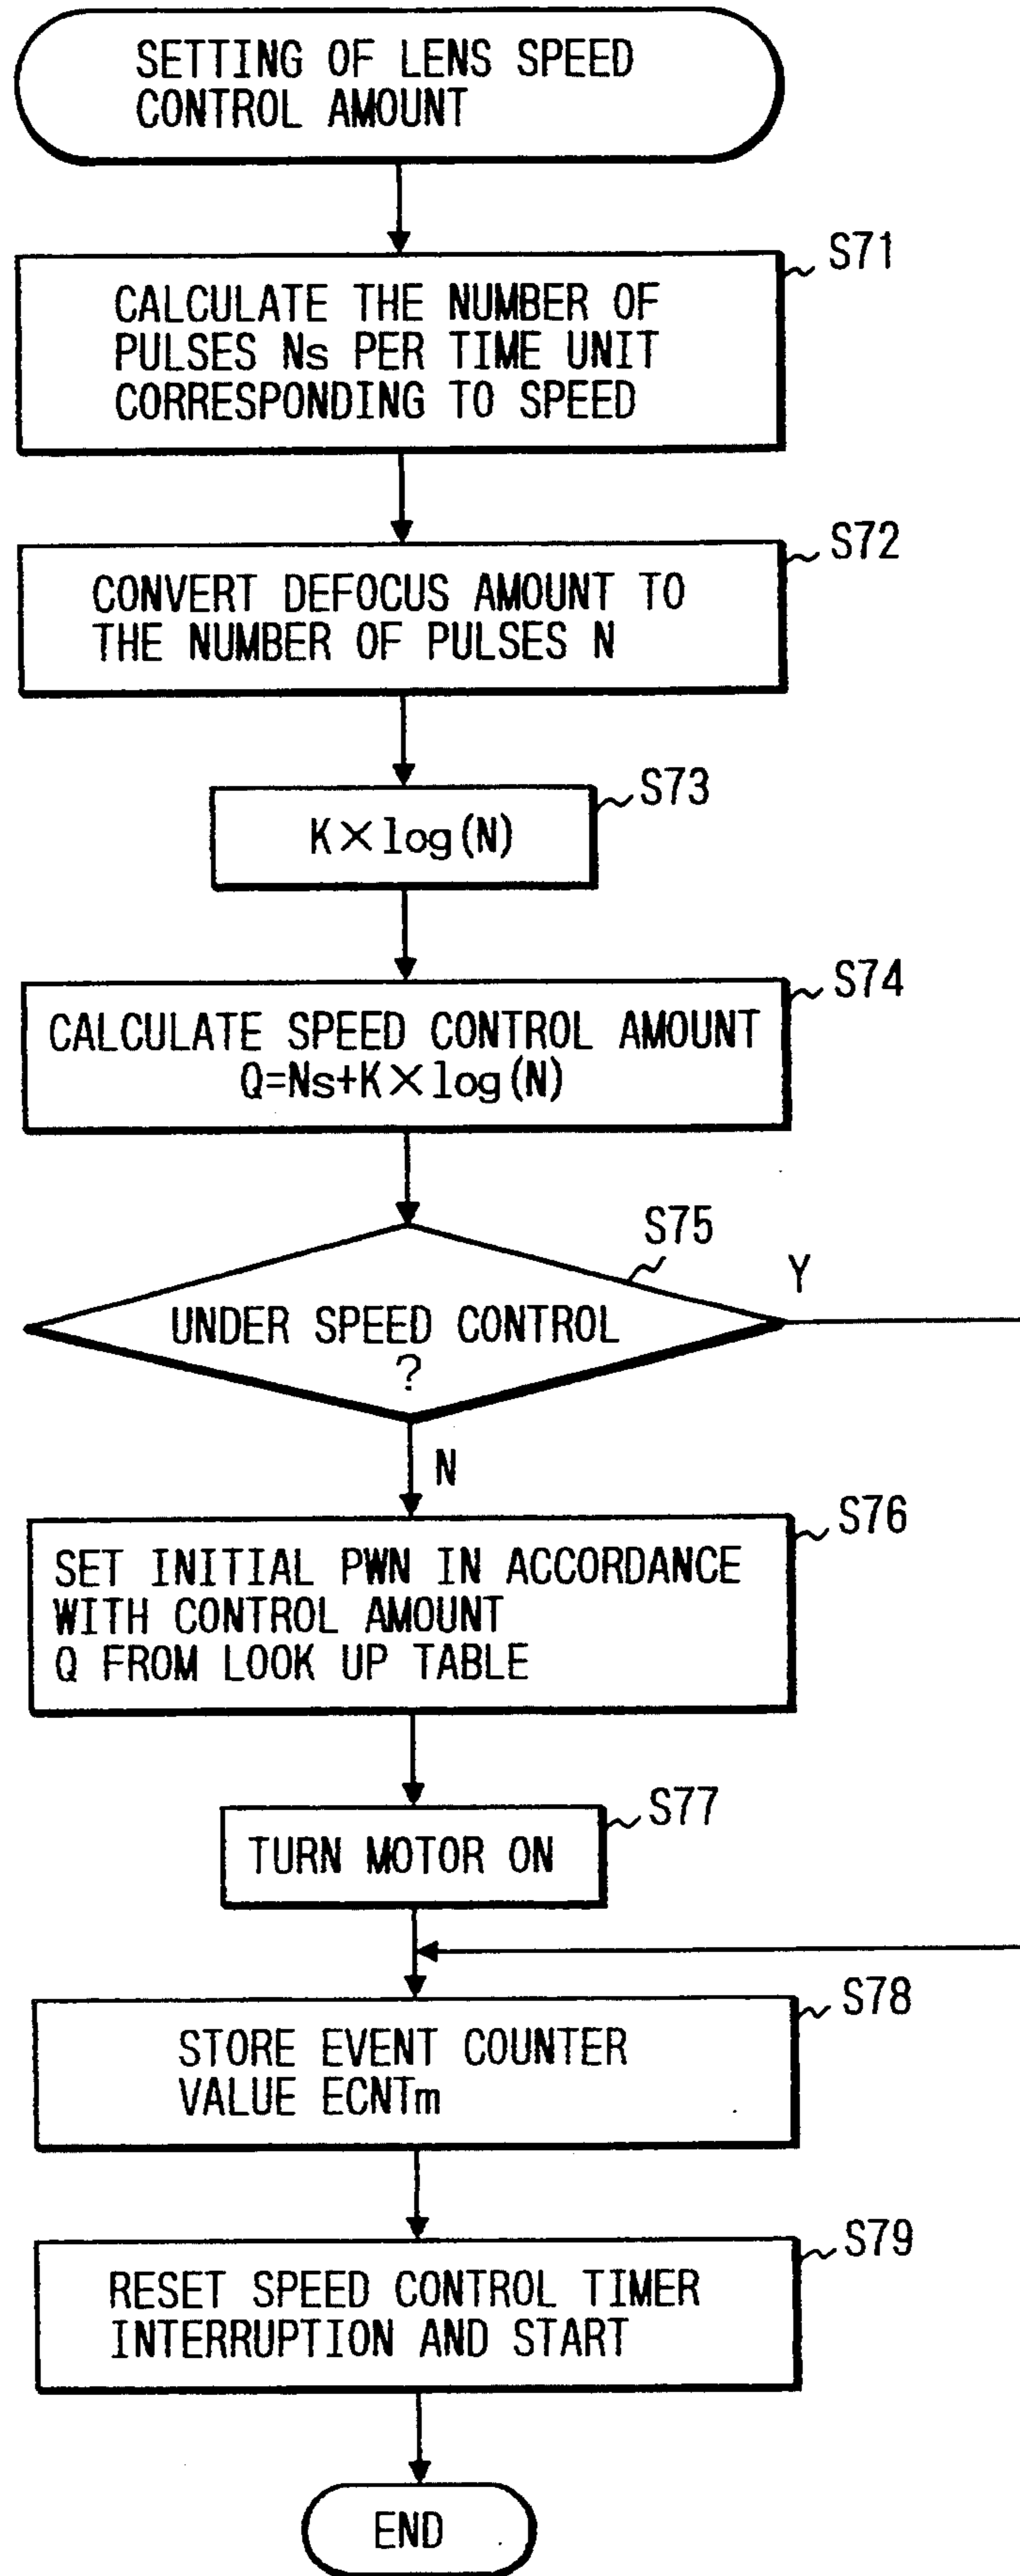 SETTING OF LENS SPEED
CONTROL AMOUNT
S71
CALCULATE THE NUMBER OF
PULSES Ns PER TIME UNIT
CORRESPONDING TO SPEED
S72
CONVERT DEFOCUS AMOUNT TO
THE NUMBER OF PULSES N
S73
K×log(N)
S74
CALCULATE SPEED CONTROL AMOUNT
Q=Ns+K×log(N)
S75
Y
UNDER SPEED CONTROL
?
N
S76
SET INITIAL PWN IN ACCORDANCE
WITH CONTROL AMOUNT
Q FROM LOOK UP TABLE
S77
TURN MOTOR ON
S78
STORE EVENT COUNTER
VALUE ECNTm
S79
RESET SPEED CONTROL TIMER
INTERRUPTION AND START
END